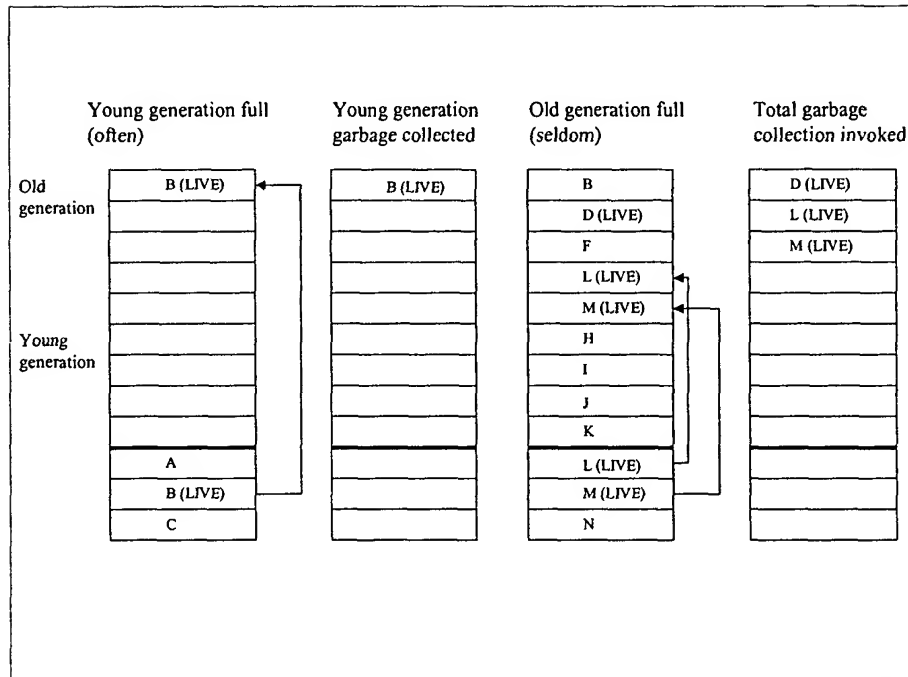 Young generation full
(often)
Young generation
garbage collected
Old generation full
(seldom)
Total garbage
collection invoked
Old
generation
Young
generation
B (LIVE)
A
B (LIVE)
C
B (LIVE)
B
D (LIVE)
F
L (LIVE)
M (LIVE)
H
I
J
K
L (LIVE)
M (LIVE)
N
D (LIVE)
L (LIVE)
M (LIVE)